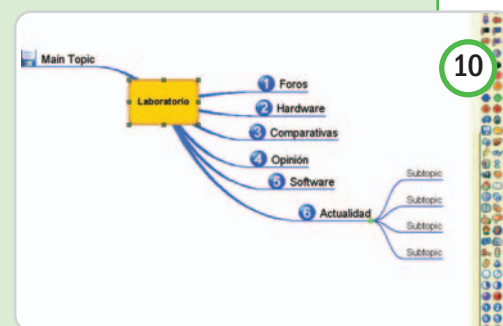 10
Main Topic
Laboratorio
1 Foros
2 Hardware
3 Comparativas
4 Opinión
5 Software
6 Actualidad
Subtopic
Subtopic
Subtopic
Subtopic